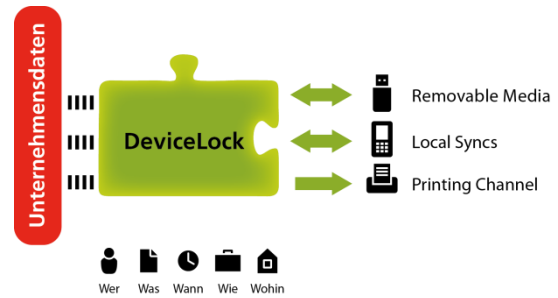 Unternehmensdaten
DeviceLock
Removable Media
Local Syncs
Printing Channel
Wer Was Wann Wie Wohin